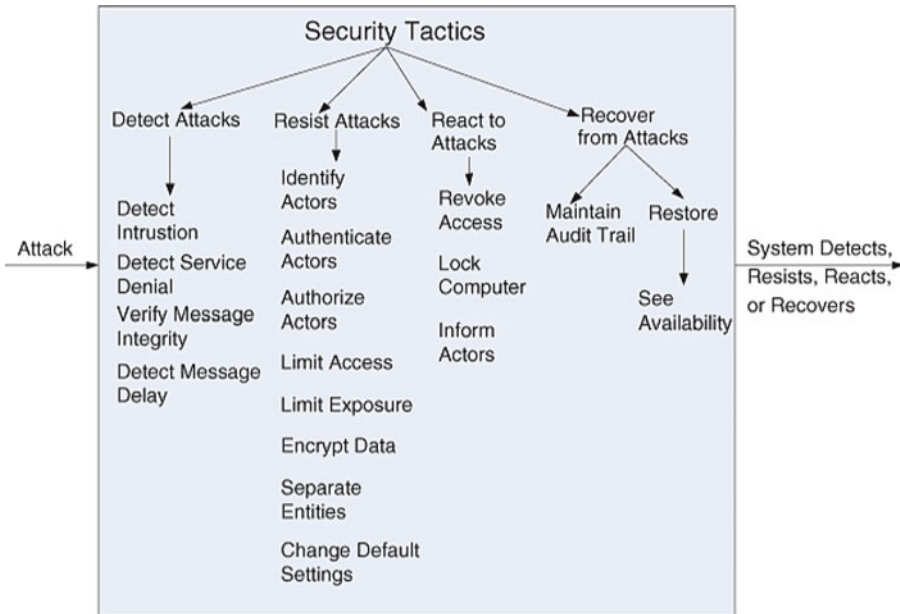 Security Tactics
Detect Attacks
Resist Attacks
React to
Attacks
Recover
from Attacks
Detect
Intrusion
Detect Service
Denial
Verify Message
Integrity
Detect Message
Delay
Identify
Actors
Authenticate
Actors
Authorize
Actors
Limit Access
Limit Exposure
Encrypt Data
Separate
Entities
Change Default
Settings
Revoke
Access
Lock
Computer
Inform
Actors
Maintain
Audit Trail
Restore
See
Availability
Attack
System Detects,
Resists, Reacts,
or Recovers